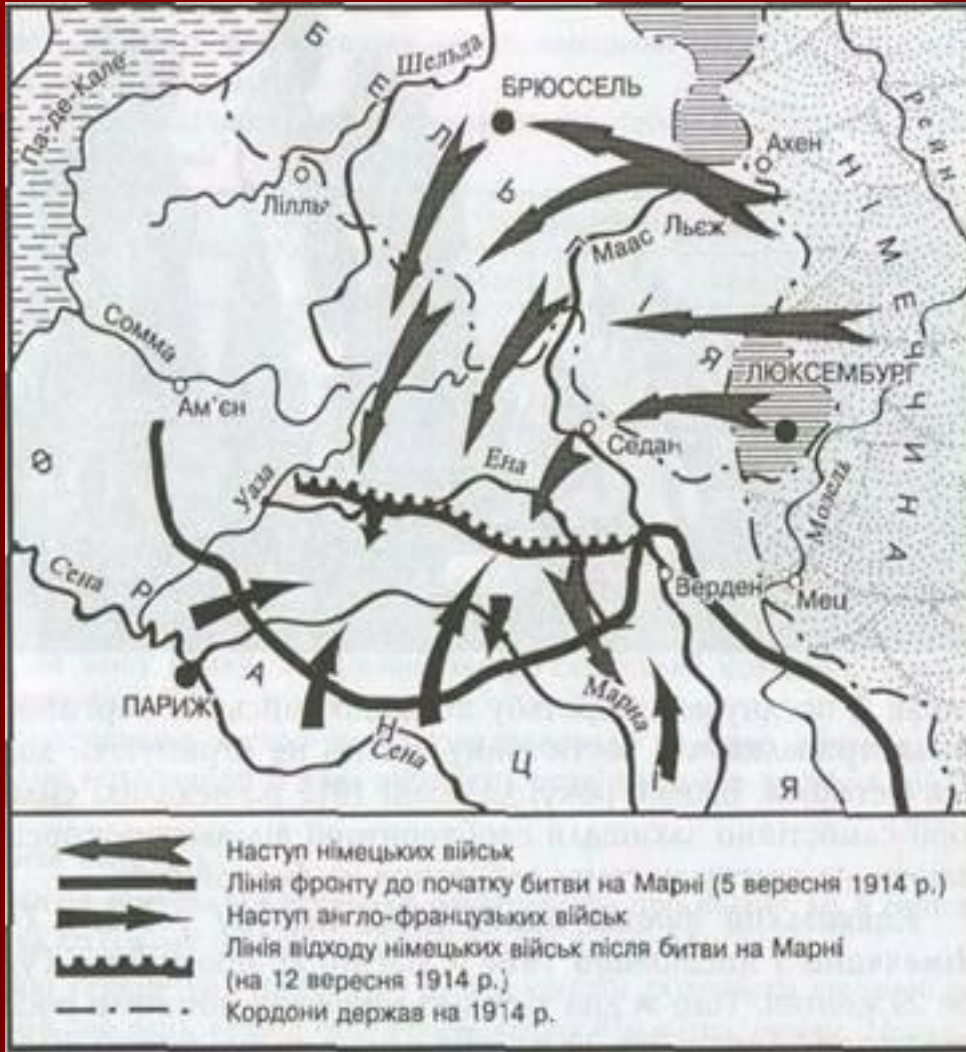 Па-де-Кале
Б Е Л Ь Г І Я
Шельда
БРЮССЕЛЬ
Рейн
Ахен
Лілль
Маас
Льєж
НІМЕЧЧИНА
Сомма
Ам’єн
ЛЮКСЕМБУРГ
Седан
Ена
Уаза
Мозель
Ф Р А Н Ц І Я
Сена
Верден
Мец
ПАРИЖ
Марна
Сена
Наступ німецьких військ
Лінія фронту до початку битви на Марні (5 вересня 1914 р.)
Наступ англо-французьких військ
Лінія відходу німецьких військ після битви на Марні
(на 12 вересня 1914 р.)
Кордони держав на 1914 р.